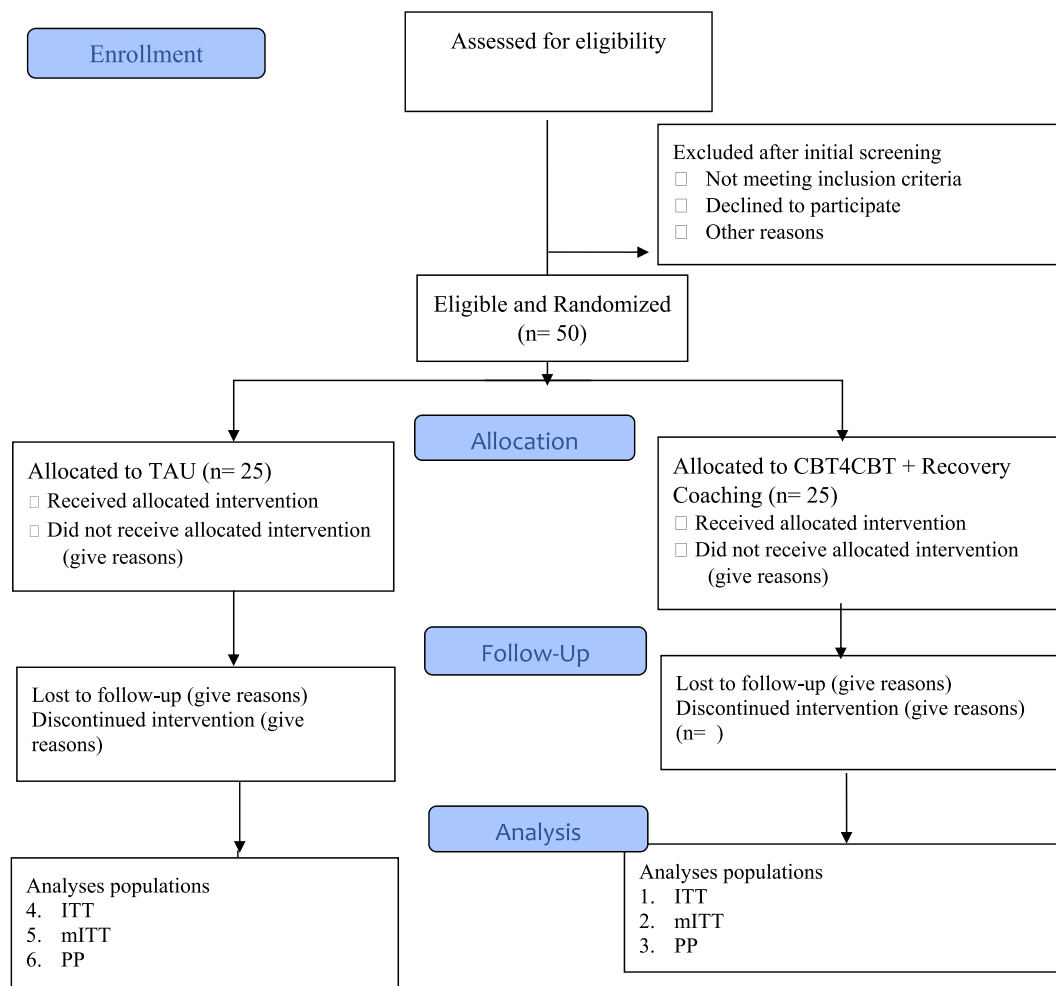 Enrollment
Assessed for eligibility
Excluded after initial screening
□ Not meeting inclusion criteria
□ Declined to participate
□ Other reasons
Eligible and Randomized
(n= 50)
Allocation
Allocated to TAU (n= 25)
□ Received allocated intervention
□ Did not receive allocated intervention
(give reasons)
Allocated to CBT4CBT + Recovery
Coaching (n= 25)
□ Received allocated intervention
□ Did not receive allocated intervention
(give reasons)
Follow-Up
Lost to follow-up (give reasons)
Discontinued intervention (give
reasons)
Lost to follow-up (give reasons)
Discontinued intervention (give reasons)
(n= )
Analysis
Analyses populations
4. ITT
5. mITT
6. PP
Analyses populations
1. ITT
2. mITT
3. PP